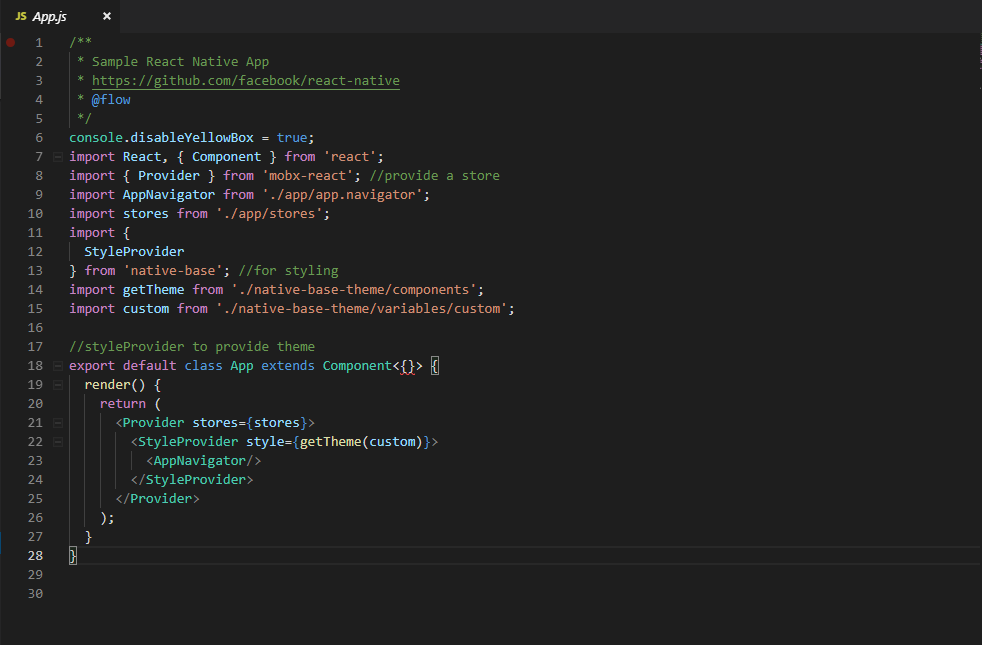 JS App.js ×
1 /**
2  * Sample React Native App
3  * https://github.com/facebook/react-native
4  * @flow
5  */
6 console.disableYellowBox = true;
7 import React, { Component } from 'react';
8 import { Provider } from 'mobx-react'; //provide a store
9 import AppNavigator from './app/app.navigator';
10 import stores from './app/stores';
11 import {
12   StyleProvider
13 } from 'native-base'; //for styling
14 import getTheme from './native-base-theme/components';
15 import custom from './native-base-theme/variables/custom';
16
17 //styleProvider to provide theme
18 export default class App extends Component<{}> {
19   render() {
20     return (
21       <Provider stores={stores}>
22         <StyleProvider style={getTheme(custom)}>
23           <AppNavigator/>
24         </StyleProvider>
25       </Provider>
26     );
27   }
28 }
29
30